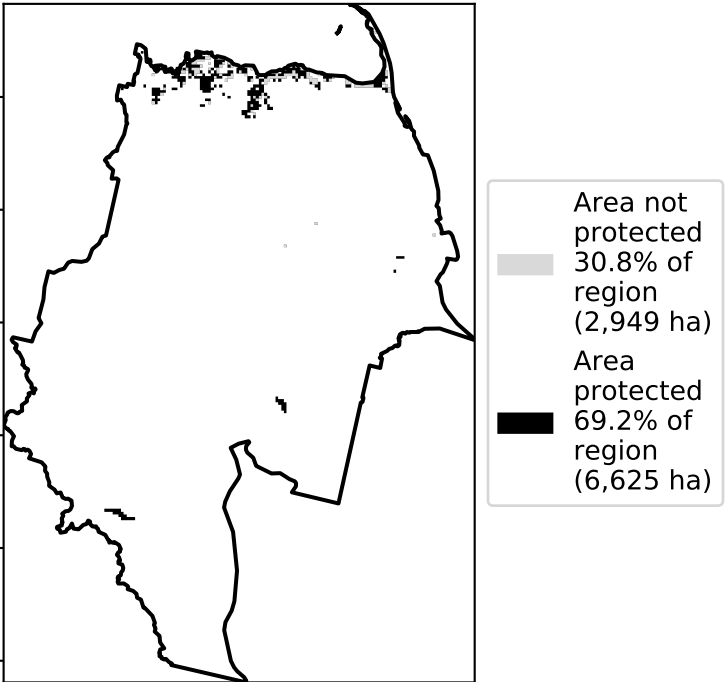 Area not
protected
30.8% of
region
(2,949 ha)
Area
protected
69.2% of
region
(6,625 ha)